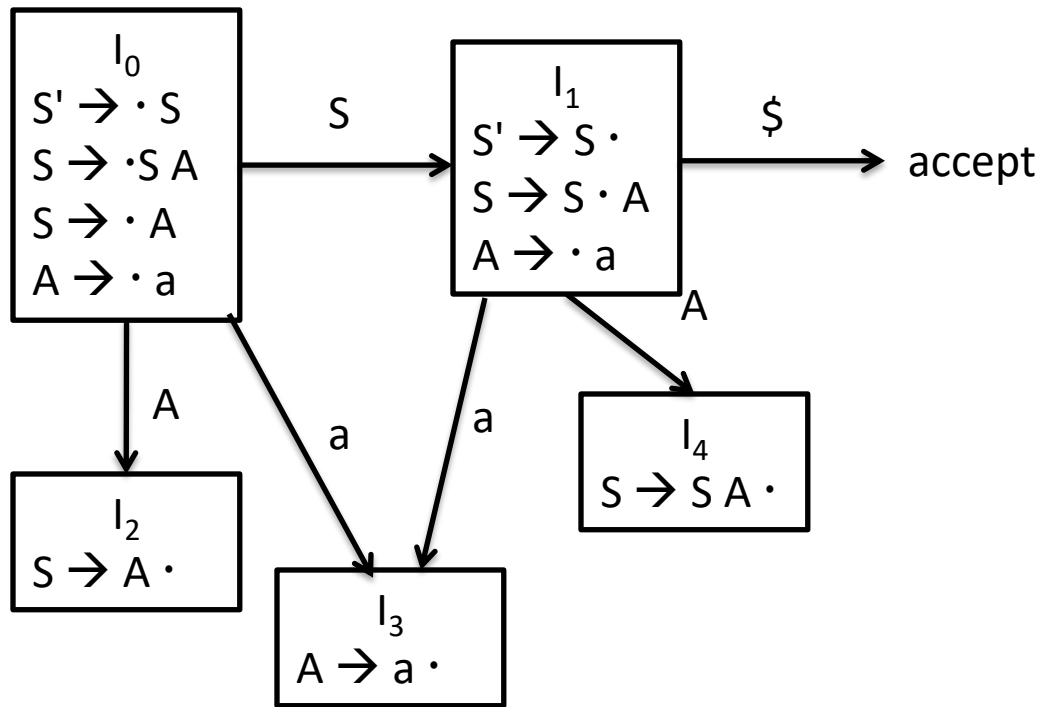 I₀
S' → · S
S → ·S A
S → · A
A → · a
S
I₁
S' → S ·
S → S · A
A → · a
$
accept
A
a
a
A
I₂
S → A ·
I₃
A → a ·
I₄
S → S A ·